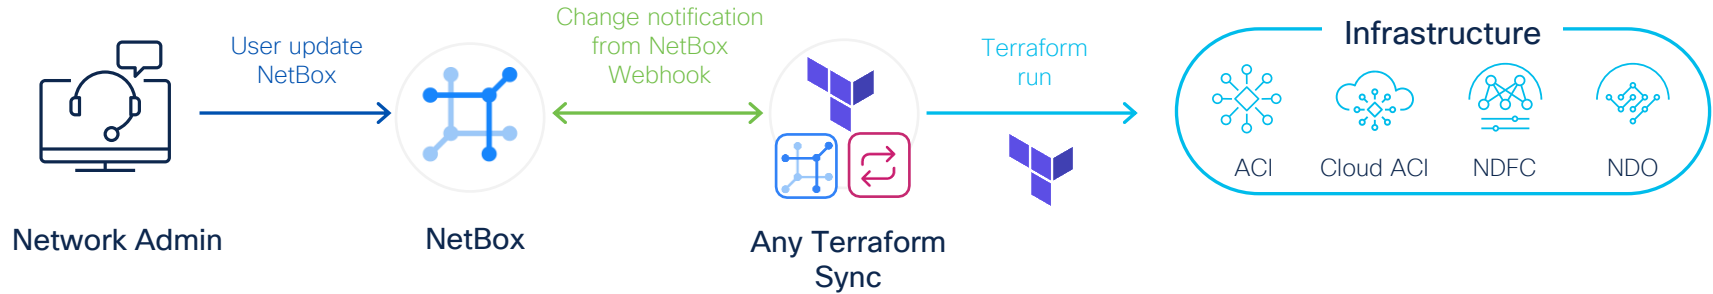 User update
NetBox
Change notification
from NetBox
Webhook
Terraform
run
Infrastructure
ACI
Cloud ACI
NDFC
NDO
Network Admin
NetBox
Any Terraform
Sync